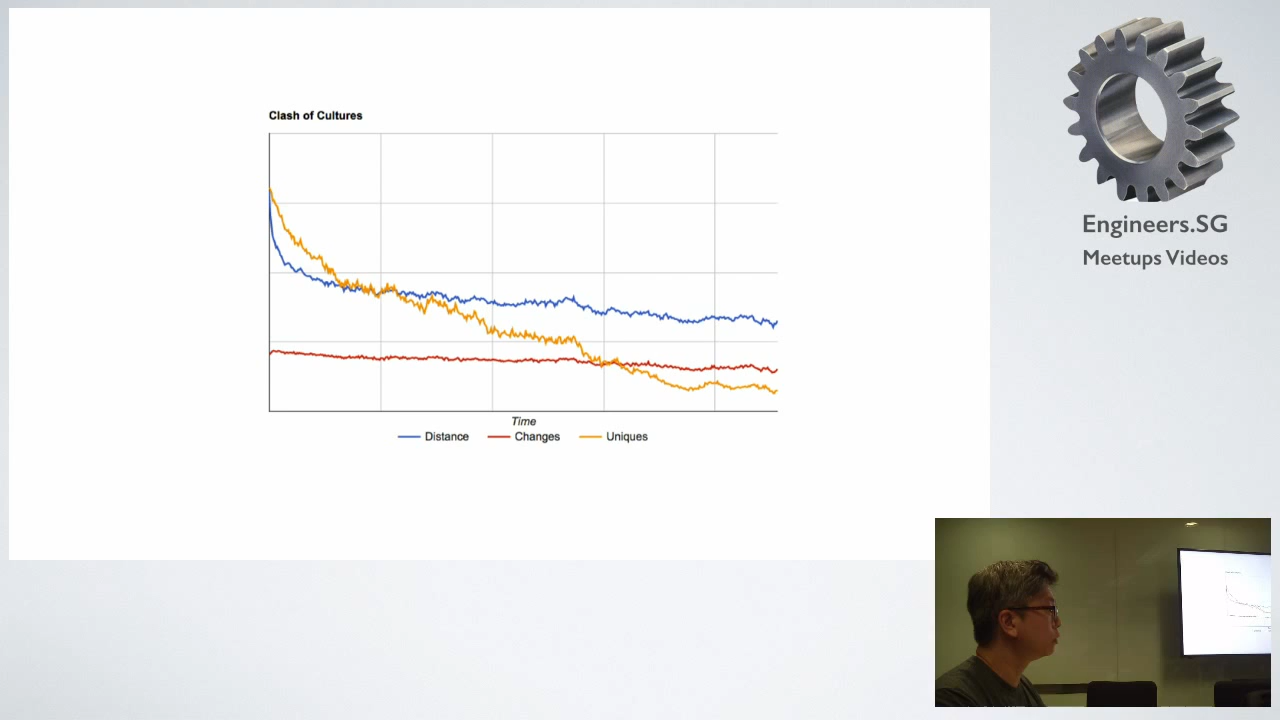 Clash of Cultures
Time
Distance Changes Uniques
Engineers.SG
Meetups Videos